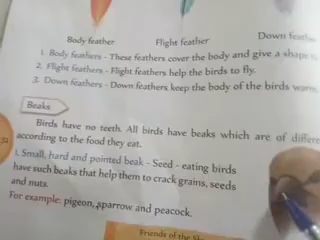 Body feather Flight feather Down feather
1. Body feathers - These feathers cover the body and give a shape
2. Flight feathers - Flight feathers help the birds to fly.
3. Down feathers - Down feathers keep the body of the birds warm
Beaks
Birds have no teeth. All birds have beaks which are of
according to the food they eat.
1. Small, hard and pointed beak - Seed - eating birds
have such beaks that help them to crack grains, seeds
and nuts.
For example: pigeon, sparrow and peacock.
Friends of the